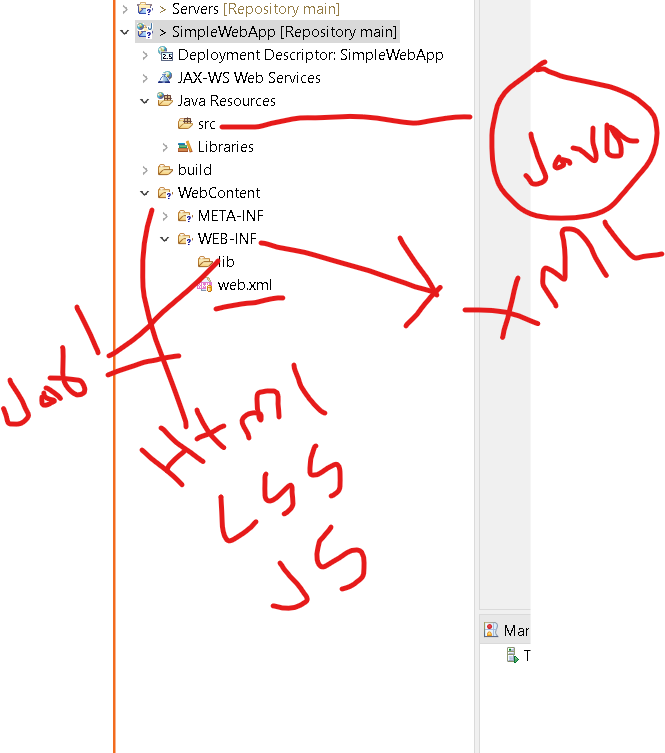 > Servers [Repository main]
> SimpleWebApp [Repository main]
Deployment Descriptor: SimpleWebApp
JAX-WS Web Services
Java Resources
src
Java
Libraries
build
WebContent
META-INF
WEB-INF
XML
lib
web.xml
Jar
Html
CSS
JS
Mar
T